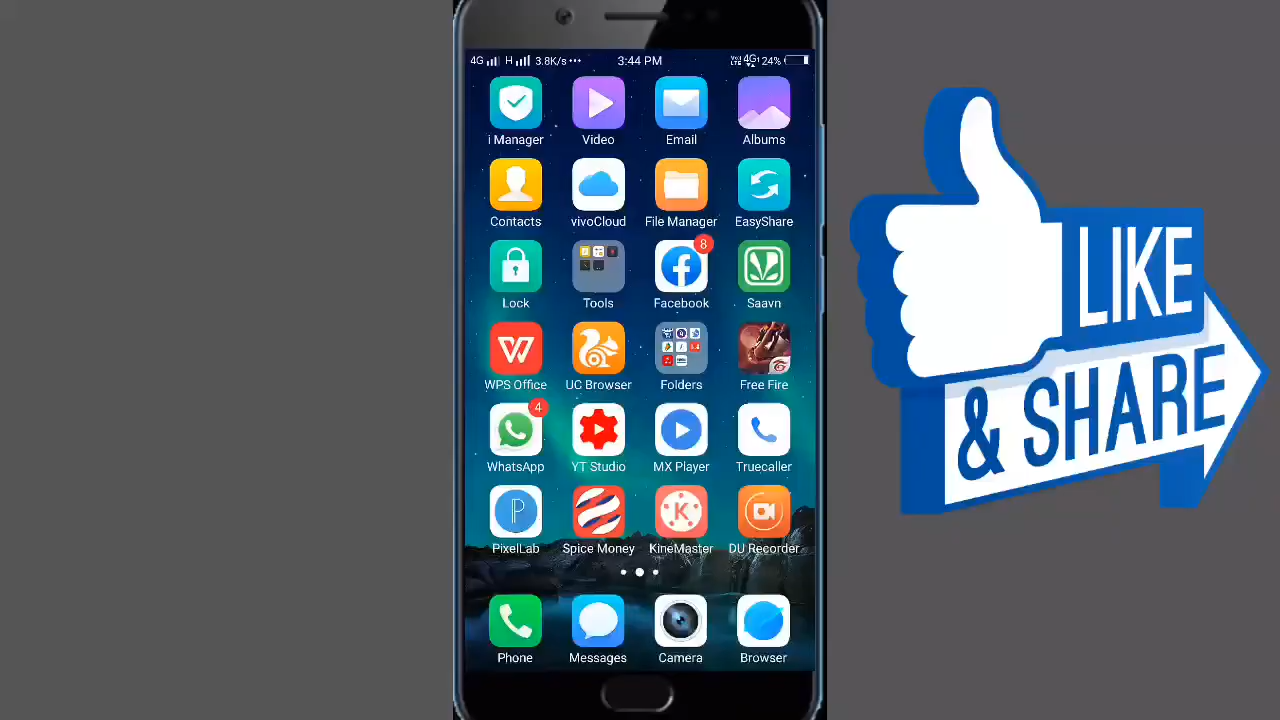 4G H 3.8K/s ••• 3:44 PM 4G 24%
i Manager Video Email Albums
Contacts vivoCloud File Manager EasyShare
8
Lock Tools Facebook Saavn
WPS Office UC Browser Folders Free Fire
4
WhatsApp YT Studio MX Player Truecaller
P K
PixelLab Spice Money KineMaster DU Recorder
Phone Messages Camera Browser
LIKE
& SHARE